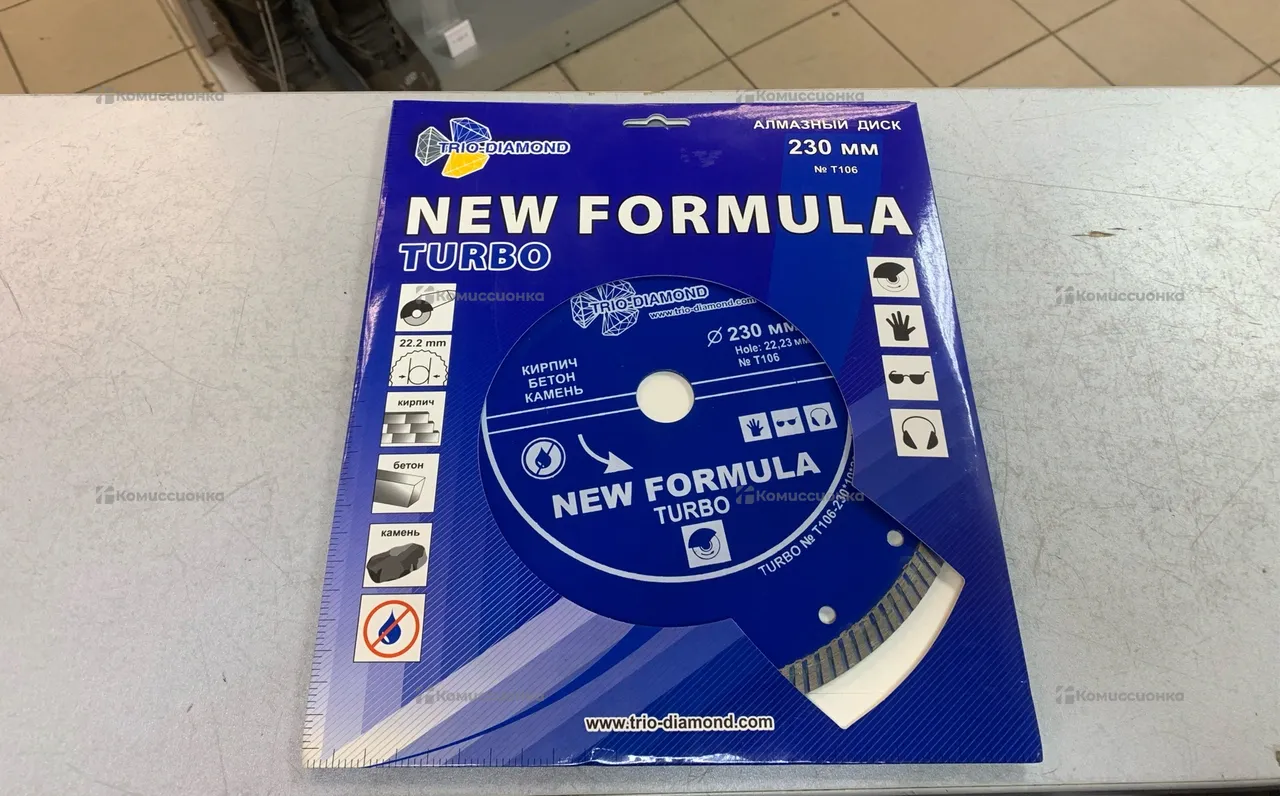 TRIO-DIAMOND
АЛМАЗНЫЙ ДИСК
230 мм
№ T106
NEW FORMULA
TURBO
22.2 mm
кирпич
бетон
камень
TRIO-DIAMOND
www.trio-diamond.com
Ø 230 мм
Hole: 22,23 мм
№ T106
КИРПИЧ
БЕТОН
КАМЕНЬ
NEW FORMULA
TURBO
TURBO № T106-230*10*
www.trio-diamond.com
Комиссионка
Комиссионка
Комиссионка
Комиссионка
Комиссионка
Комиссионка
Комиссионка
Комиссионка